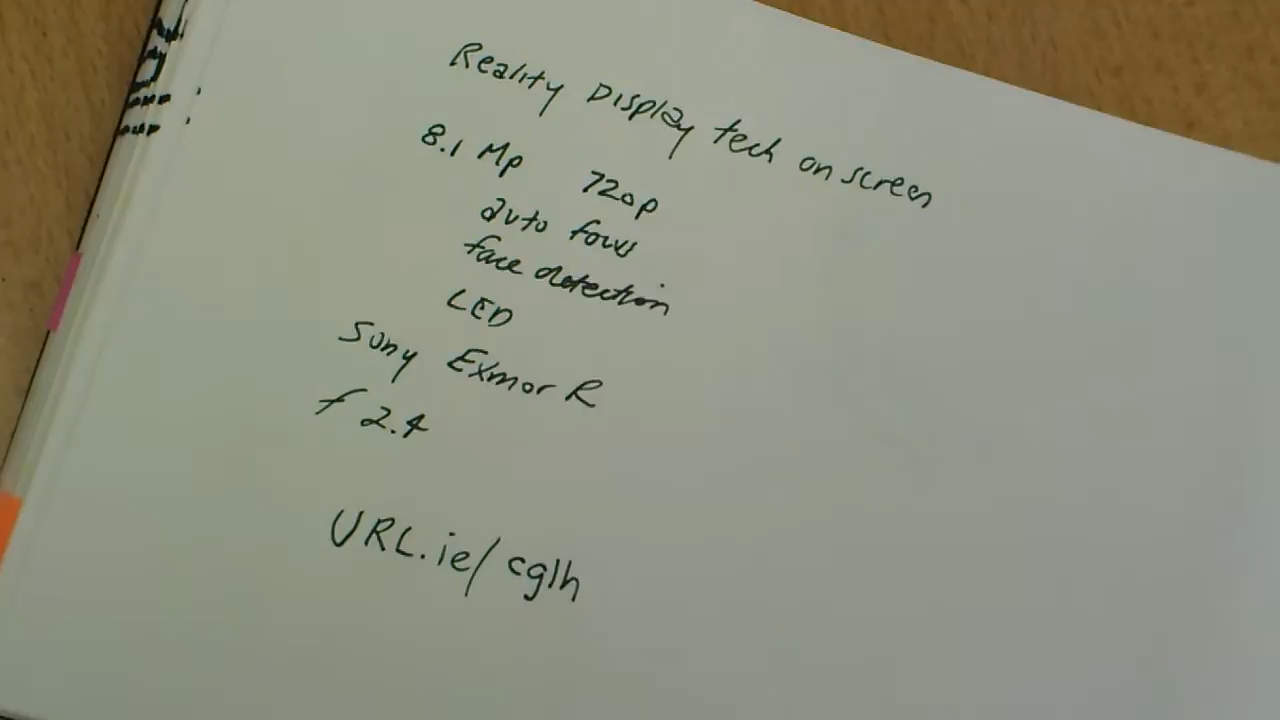 Reality Display tech on screen
8.1 Mp 720p
auto focus
face detection
LED
Sony Exmor R
f 2.4
URL.ie/cglh